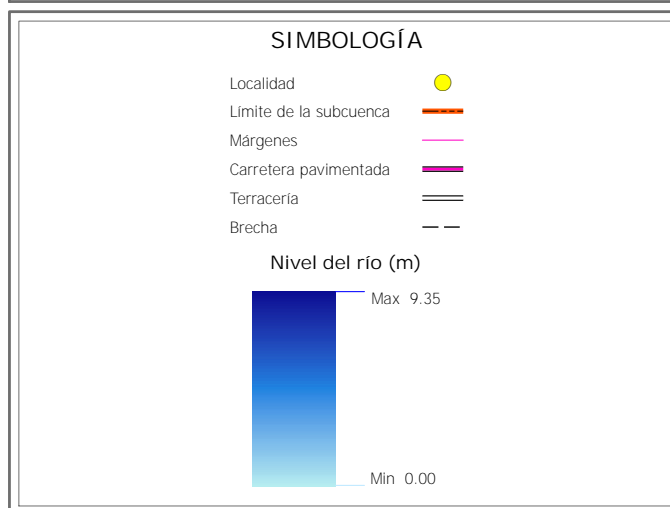 SIMBOLOGÍA
Localidad
Límite de la subcuenca
Márgenes
Carretera pavimentada
Terracería
Brecha
Nivel del río (m)
Max 9.35
Min 0.00